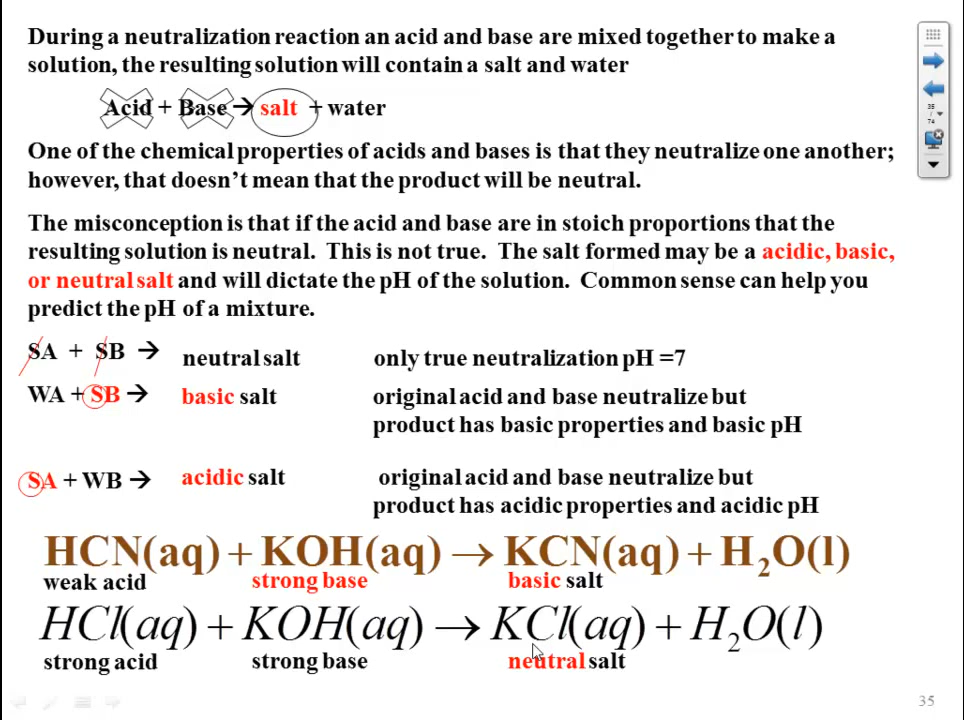 During a neutralization reaction an acid and base are mixed together to make a
solution, the resulting solution will contain a salt and water
Acid + Base → salt + water
One of the chemical properties of acids and bases is that they neutralize one another;
however, that doesn't mean that the product will be neutral.
The misconception is that if the acid and base are in stoich proportions that the
resulting solution is neutral. This is not true. The salt formed may be a acidic, basic,
or neutral salt and will dictate the pH of the solution. Common sense can help you
predict the pH of a mixture.
SA + SB → neutral salt only true neutralization pH =7
WA + SB → basic salt original acid and base neutralize but
product has basic properties and basic pH
SA + WB → acidic salt original acid and base neutralize but
product has acidic properties and acidic pH
HCN(aq) + KOH(aq) → KCN(aq) + H₂O(l)
weak acid strong base basic salt
HCl(aq) + KOH(aq) → KCl(aq) + H₂O(l)
strong acid strong base neutral salt
35
/
74
35